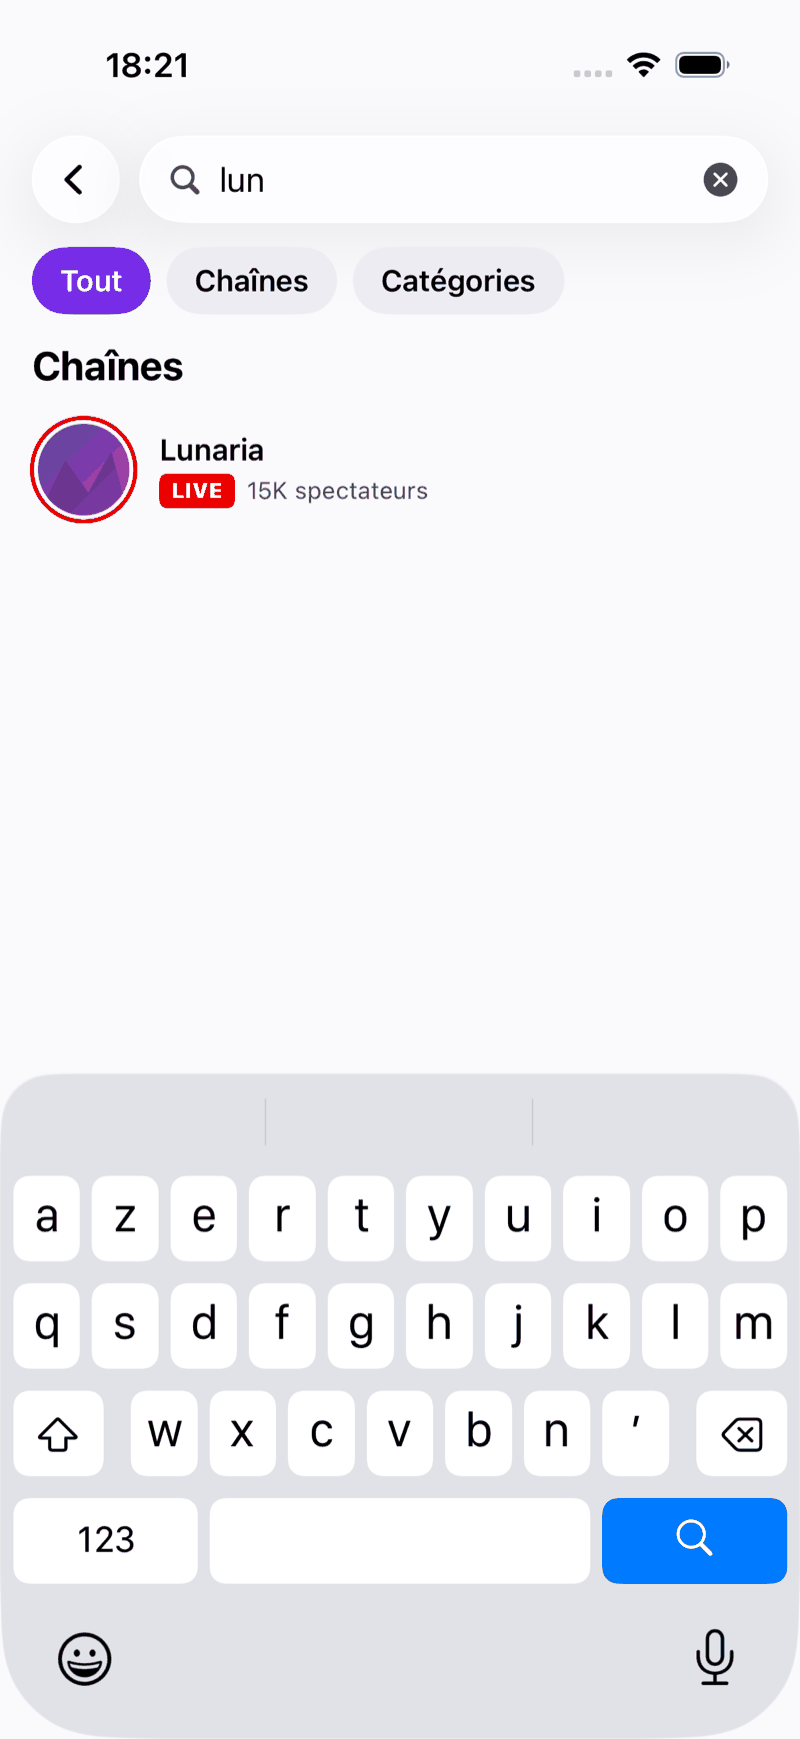 18:21
lun
Tout Chaînes Catégories
Chaînes
Lunaria
LIVE 15K spectateurs
a z e r t y u i o p
q s d f g h j k l m
w x c v b n ’
123